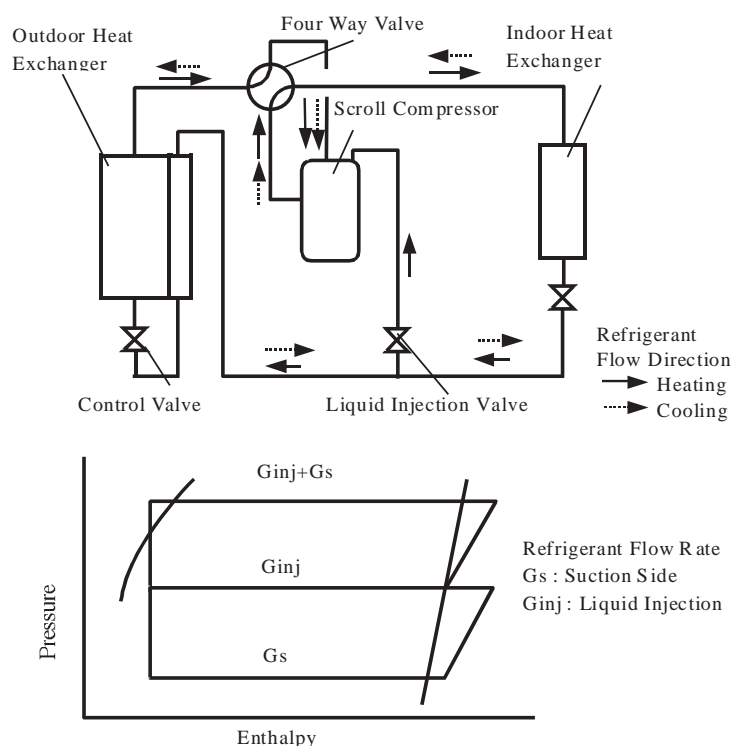 Four Way Valve
Outdoor Heat
Exchanger
Indoor Heat
Exchanger
Scroll Compressor
Refrigerant
Flow Direction
Heating
Cooling
Control Valve
Liquid Injection Valve
Ginj+Gs
Ginj
Gs
Refrigerant Flow Rate
Gs : Suction Side
Ginj : Liquid Injection
Pressure
Enthalpy